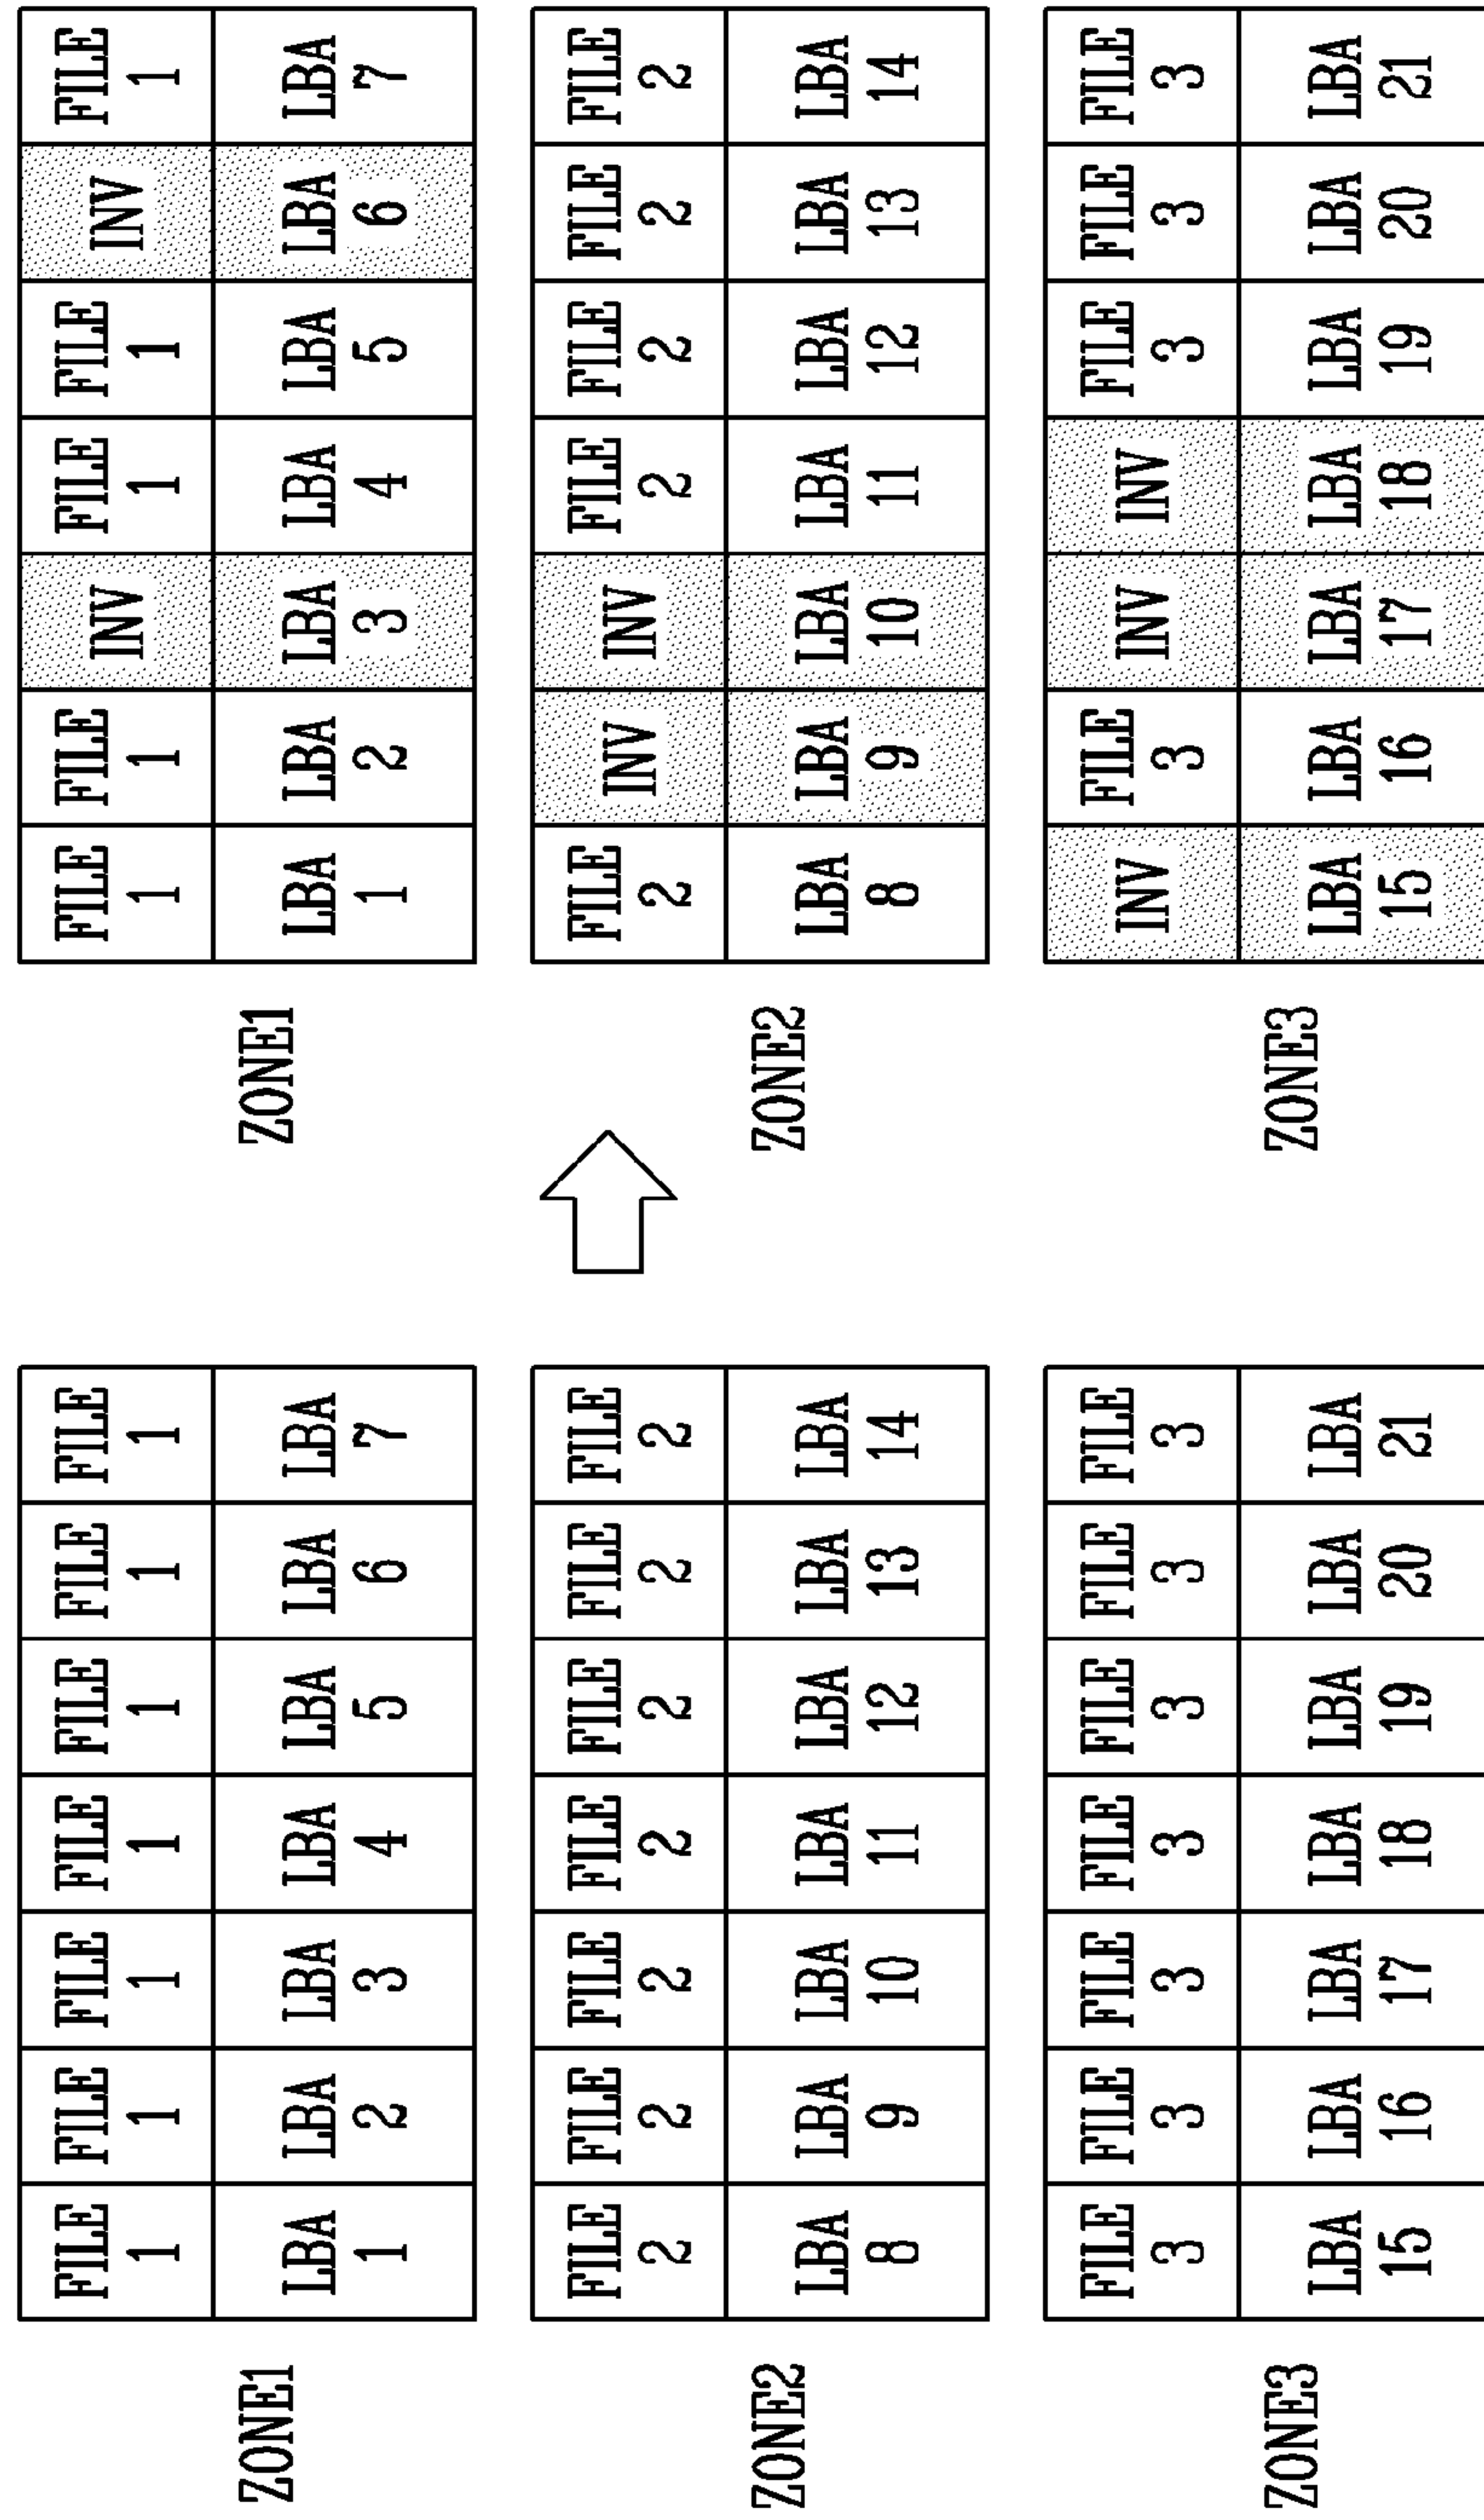 FILE FILE FILE FILE FILE FILE FILE
1 1 1 1 1 1 1
ZONE1
LBA LBA LBA LBA LBA LBA LBA
1 2 3 4 5 6 7
FILE FILE FILE FILE FILE FILE FILE
2 2 2 2 2 2 2
ZONE2
LBA LBA LBA LBA LBA LBA LBA
8 9 10 11 12 13 14
FILE FILE FILE FILE FILE FILE FILE
3 3 3 3 3 3 3
ZONE3
LBA LBA LBA LBA LBA LBA LBA
15 16 17 18 19 20 21
FILE FILE INV FILE FILE INV FILE
1 1 1 1 1
ZONE1
LBA LBA LBA LBA LBA LBA LBA
1 2 3 4 5 6 7
FILE INV INV FILE FILE FILE FILE
2 2 2 2 2
ZONE2
LBA LBA LBA LBA LBA LBA LBA
8 9 10 11 12 13 14
INV FILE INV INV FILE FILE FILE
3 3 3 3
ZONE3
LBA LBA LBA LBA LBA LBA LBA
15 16 17 18 19 20 21